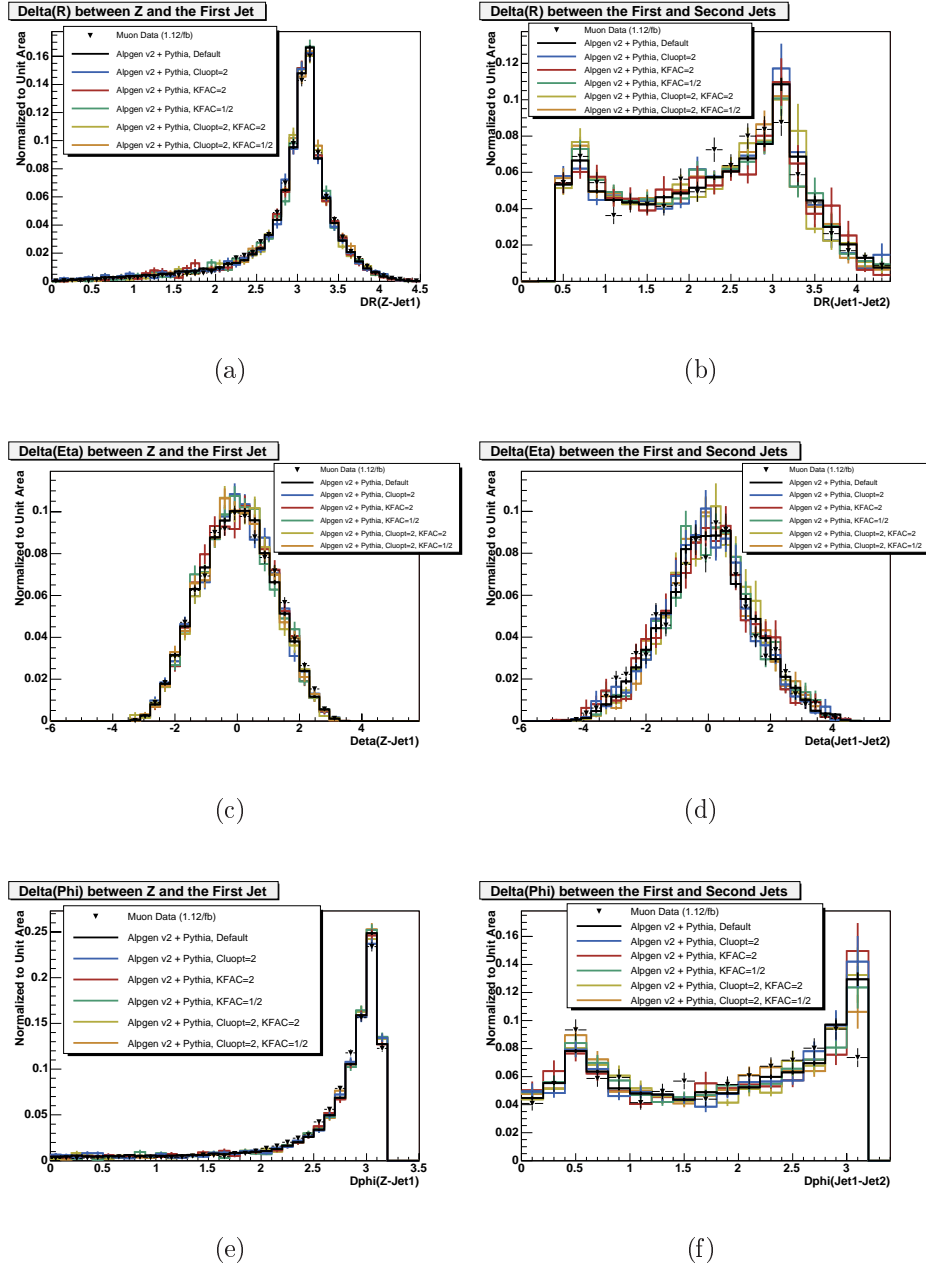 Delta(R) between Z and the First Jet
Normalized to Unit Area
Muon Data (1.12/fb)
Alpgen v2 + Pythia, Default
Alpgen v2 + Pythia, Cluopt=2
Alpgen v2 + Pythia, KFAC=2
Alpgen v2 + Pythia, KFAC=1/2
Alpgen v2 + Pythia, Cluopt=2, KFAC=2
Alpgen v2 + Pythia, Cluopt=2, KFAC=1/2
0.16
0.14
0.12
0.1
0.08
0.06
0.04
0.02
0
0 0.5 1 1.5 2 2.5 3 3.5 4 4.5
DR(Z-Jet1)
(a)
Delta(R) between the First and Second Jets
Normalized to Unit Area
Muon Data (1.12/fb)
Alpgen v2 + Pythia, Default
Alpgen v2 + Pythia, Cluopt=2
Alpgen v2 + Pythia, KFAC=2
Alpgen v2 + Pythia, KFAC=1/2
Alpgen v2 + Pythia, Cluopt=2, KFAC=2
Alpgen v2 + Pythia, Cluopt=2, KFAC=1/2
0.12
0.1
0.08
0.06
0.04
0.02
0
0 0.5 1 1.5 2 2.5 3 3.5 4
DR(Jet1-Jet2)
(b)
Delta(Eta) between Z and the First Jet
Normalized to Unit Area
Muon Data (1.12/fb)
Alpgen v2 + Pythia, Default
Alpgen v2 + Pythia, Cluopt=2
Alpgen v2 + Pythia, KFAC=2
Alpgen v2 + Pythia, KFAC=1/2
Alpgen v2 + Pythia, Cluopt=2, KFAC=2
Alpgen v2 + Pythia, Cluopt=2, KFAC=1/2
0.1
0.08
0.06
0.04
0.02
0
-6 -4 -2 0 2 4
Deta(Z-Jet1)
(c)
Delta(Eta) between the First and Second Jets
Normalized to Unit Area
Muon Data (1.12/fb)
Alpgen v2 + Pythia, Default
Alpgen v2 + Pythia, Cluopt=2
Alpgen v2 + Pythia, KFAC=2
Alpgen v2 + Pythia, KFAC=1/2
Alpgen v2 + Pythia, Cluopt=2, KFAC=2
Alpgen v2 + Pythia, Cluopt=2, KFAC=1/2
0.1
0.08
0.06
0.04
0.02
0
-6 -4 -2 0 2 4
Deta(Jet1-Jet2)
(d)
Delta(Phi) between Z and the First Jet
Normalized to Unit Area
Muon Data (1.12/fb)
Alpgen v2 + Pythia, Default
Alpgen v2 + Pythia, Cluopt=2
Alpgen v2 + Pythia, KFAC=2
Alpgen v2 + Pythia, KFAC=1/2
Alpgen v2 + Pythia, Cluopt=2, KFAC=2
Alpgen v2 + Pythia, Cluopt=2, KFAC=1/2
0.25
0.2
0.15
0.1
0.05
0
0 0.5 1 1.5 2 2.5 3 3.5
Dphi(Z-Jet1)
(e)
Delta(Phi) between the First and Second Jets
Normalized to Unit Area
Muon Data (1.12/fb)
Alpgen v2 + Pythia, Default
Alpgen v2 + Pythia, Cluopt=2
Alpgen v2 + Pythia, KFAC=2
Alpgen v2 + Pythia, KFAC=1/2
Alpgen v2 + Pythia, Cluopt=2, KFAC=2
Alpgen v2 + Pythia, Cluopt=2, KFAC=1/2
0.16
0.14
0.12
0.1
0.08
0.06
0.04
0.02
0
0 0.5 1 1.5 2 2.5 3
Dphi(Jet1-Jet2)
(f)